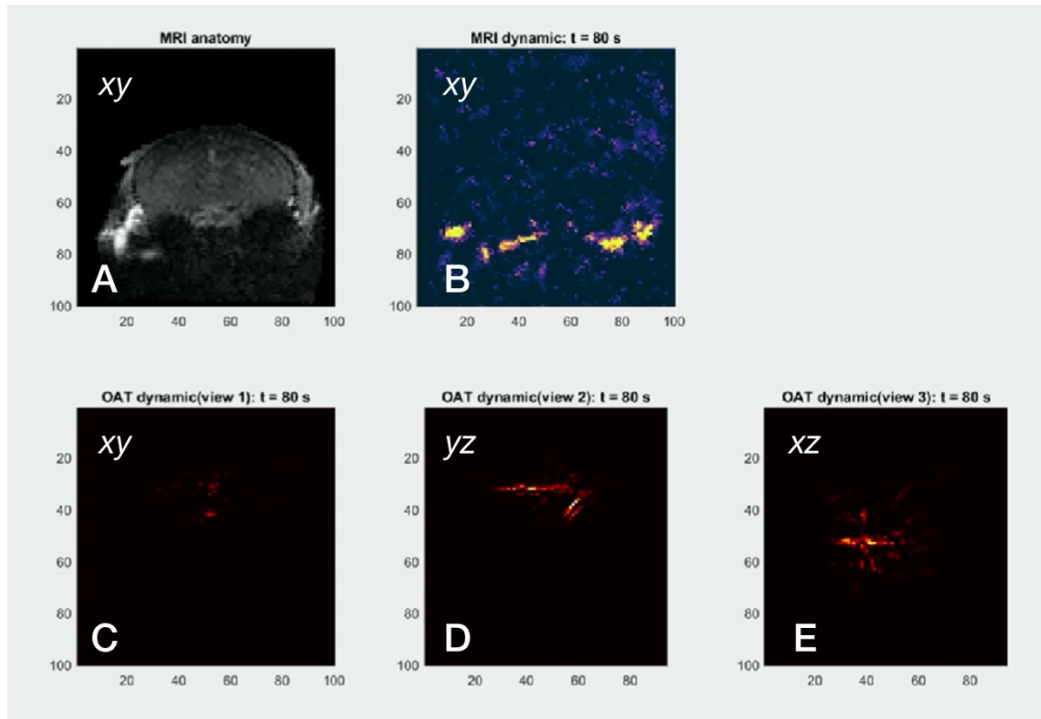 MRI anatomy
MRI dynamic: t = 80 s
xy
xy
20
40
60
80
100
20
40
60
80
100
A
B
20 40 60 80 100
20 40 60 80 100
OAT dynamic(view 1): t = 80 s
OAT dynamic(view 2): t = 80 s
OAT dynamic(view 3): t = 80 s
xy
yz
xz
20
40
60
80
100
20
40
60
80
100
20
40
60
80
100
C
D
E
20 40 60 80 100
20 40 60 80
20 40 60 80